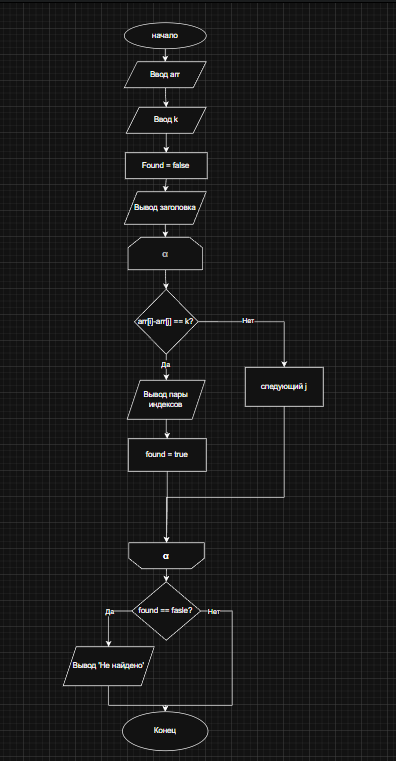 начало
Ввод arr
Ввод k
Found = false
Вывод заголовка
α
arr[i]-arr[j] == k?
Нет
Да
Вывод пары
индексов
следующий j
found = true
α
found == fasle?
Да
Нет
Вывод "Не найдено"
Конец